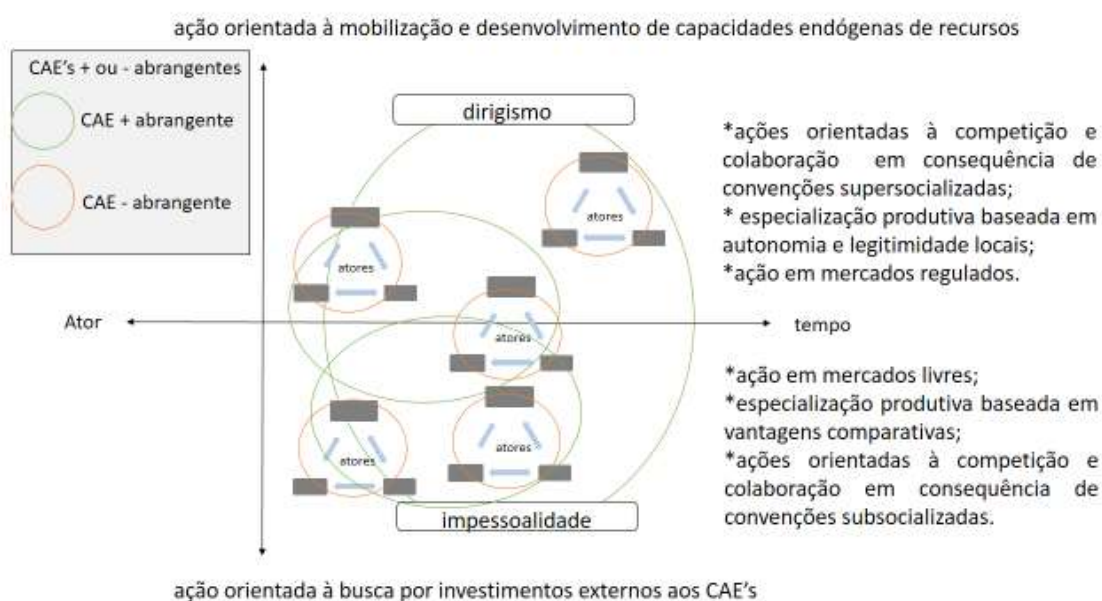 ação orientada à mobilização e desenvolvimento de capacidades endógenas de recursos
CAE's + ou - abrangentes
CAE + abrangente
CAE - abrangente
dirigismo
atores
atores
atores
atores
atores
*ações orientadas à competição e
colaboração em consequência de
convenções supersocializadas;
* especialização produtiva baseada em
autonomia e legitimidade locais;
*ação em mercados regulados.
Ator
tempo
*ação em mercados livres;
*especialização produtiva baseada em
vantagens comparativas;
*ações orientadas à competição e
colaboração em consequência de
convenções subsocializadas.
impessoalidade
ação orientada à busca por investimentos externos aos CAE's